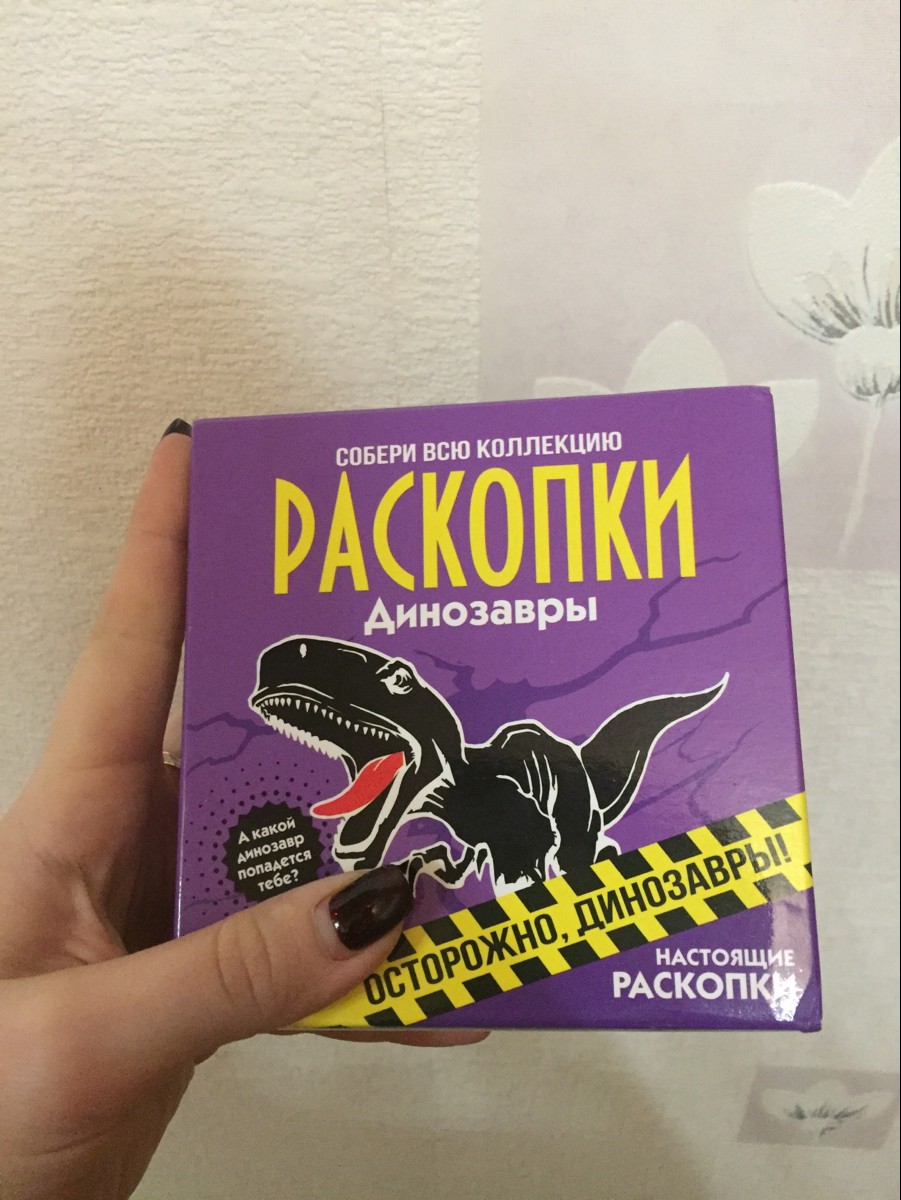 СОБЕРИ ВСЮ КОЛЛЕКЦИЮ
РАСКОПКИ
Динозавры
А какой
динозавр
попадется
тебе?
ОСТОРОЖНО, ДИНОЗАВРЫ!
НАСТОЯЩИЕ
РАСКОПКИ